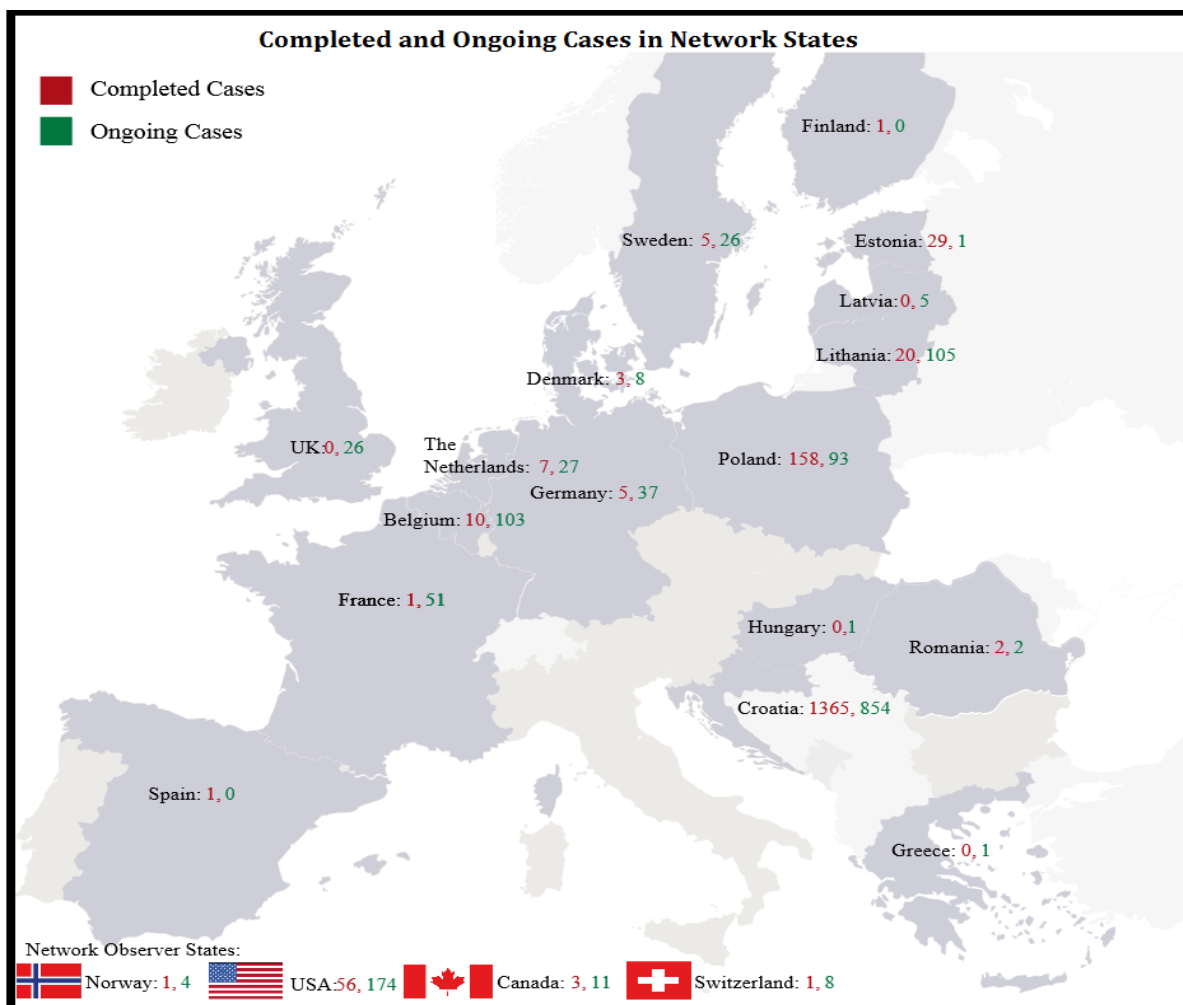 Completed and Ongoing Cases in Network States
Completed Cases
Ongoing Cases
Finland: 1, 0
Sweden: 5, 26
Estonia: 29, 1
Latvia: 0, 5
Lithania: 20, 105
Denmark: 3, 8
UK:0, 26
The
Netherlands: 7, 27
Poland: 158, 93
Germany: 5, 37
Belgium: 10, 103
France: 1, 51
Hungary: 0,1
Romania: 2, 2
Croatia: 1365, 854
Spain: 1, 0
Greece: 0, 1
Network Observer States:
Norway: 1, 4 USA:56, 174 Canada: 3, 11 Switzerland: 1, 8